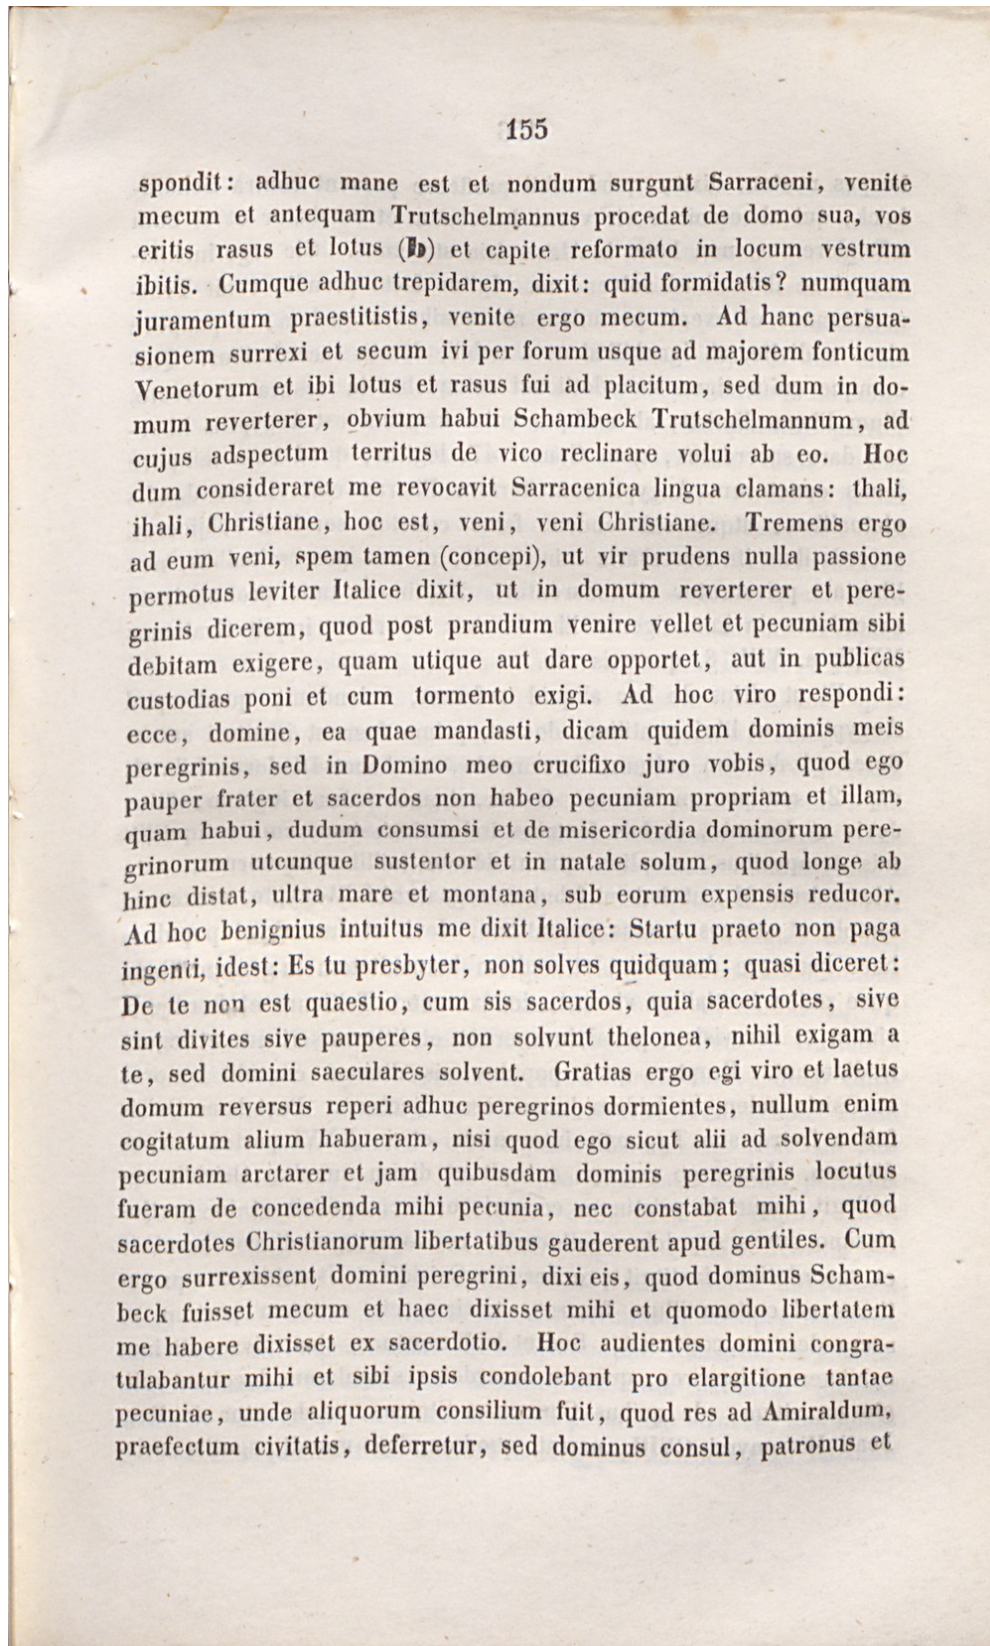 155
spondit: adhuc mane est et nondum surgunt Sarraceni, venite
mecum et antequam Trutschelmannus procedat de domo sua, vos
eritis rasus et lotus () et capite reformato in locum vestrum
ibitis. Cumque adhuc trepidarem, dixit: quid formidatis? numquam
juramentum praestitistis, venite ergo mecum. Ad hanc persua-
sionem surrexi et secum ivi per forum usque ad majorem fonticum
Venetorum et ibi lotus et rasus fui ad placitum, sed dum in do-
mum reverterer, obvium habui Schambeck Trutschelmannum, ad
cujus adspectum territus de vico reclinare volui ab eo. Hoc
dum consideraret me revocavit Sarracenica lingua clamans: thali,
ihali, Christiane, hoc est, veni, veni Christiane. Tremens ergo
ad eum veni, spem tamen (concepi), ut vir prudens nulla passione
permotus leviter Italice dixit, ut in domum reverterer et pere-
grinis dicerem, quod post prandium venire vellet et pecuniam sibi
debitam exigere, quam utique aut dare opportet, aut in publicas
custodias poni et cum tormento exigi. Ad hoc viro respondi:
ecce, domine, ea quae mandasti, dicam quidem dominis meis
peregrinis, sed in Domino meo crucifixo juro vobis, quod ego
pauper frater et sacerdos non habeo pecuniam propriam et illam,
quam habui, dudum consumsi et de misericordia dominorum pere-
grinorum utcunque sustentor et in natale solum, quod longe ab
hinc distat, ultra mare et montana, sub eorum expensis reducor.
Ad hoc benignius intuitus me dixit Italice: Startu praeto non paga
ingenti, idest: Es tu presbyter, non solves quidquam; quasi diceret:
De te non est quaestio, cum sis sacerdos, quia sacerdotes, sive
sint divites sive pauperes, non solvunt thelonea, nihil exigam a
te, sed domini saeculares solvent. Gratias ergo egi viro et laetus
domum reversus reperi adhuc peregrinos dormientes, nullum enim
cogitatum alium habueram, nisi quod ego sicut alii ad solvendam
pecuniam arctarer et jam quibusdam dominis peregrinis locutus
fueram de concedenda mihi pecunia, nec constabat mihi, quod
sacerdotes Christianorum libertatibus gauderent apud gentiles. Cum
ergo surrexissent domini peregrini, dixi eis, quod dominus Scham-
beck fuisset mecum et haec dixisset mihi et quomodo libertatem
me habere dixisset ex sacerdotio. Hoc audientes domini congra-
tulabantur mihi et sibi ipsis condolebant pro elargitione tantae
pecuniae, unde aliquorum consilium fuit, quod res ad Amiraldum,
praefectum civitatis, deferretur, sed dominus consul, patronus et